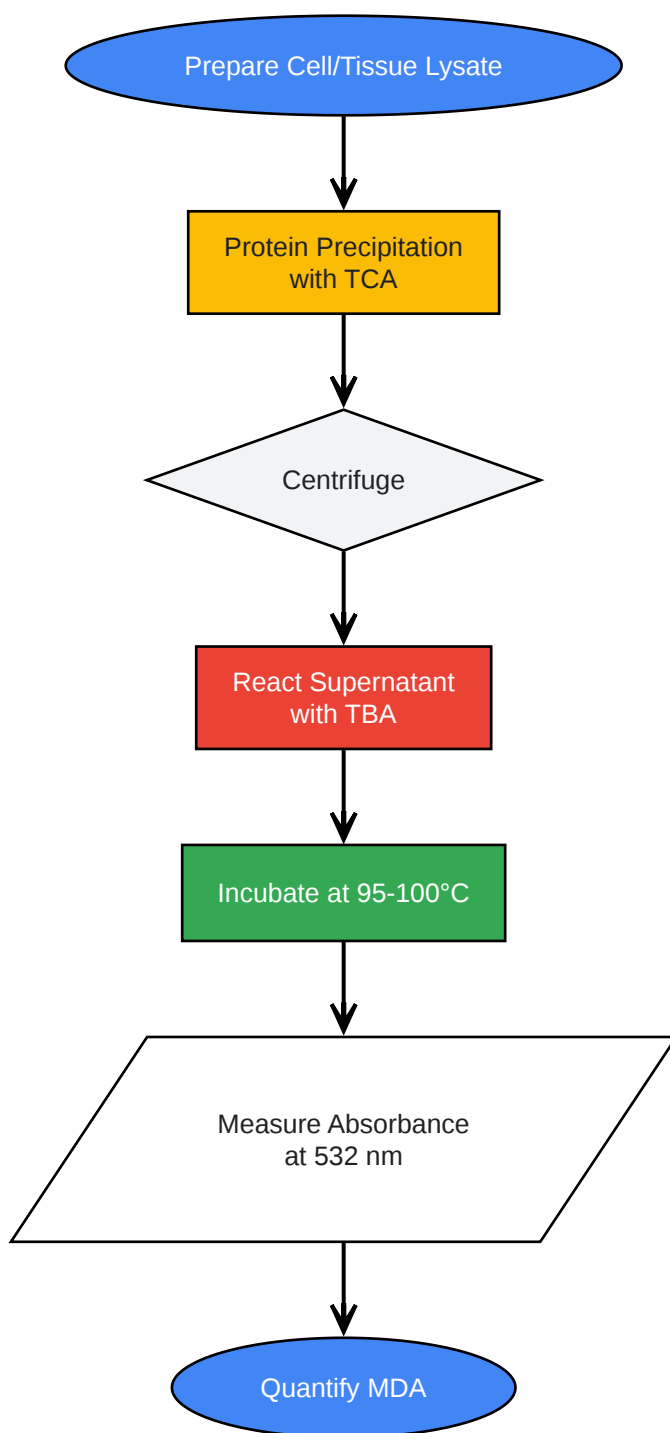 Prepare Cell/Tissue Lysate
Protein Precipitation
with TCA
Centrifuge
React Supernatant
with TBA
Incubate at 95-100°C
Measure Absorbance
at 532 nm
Quantify MDA